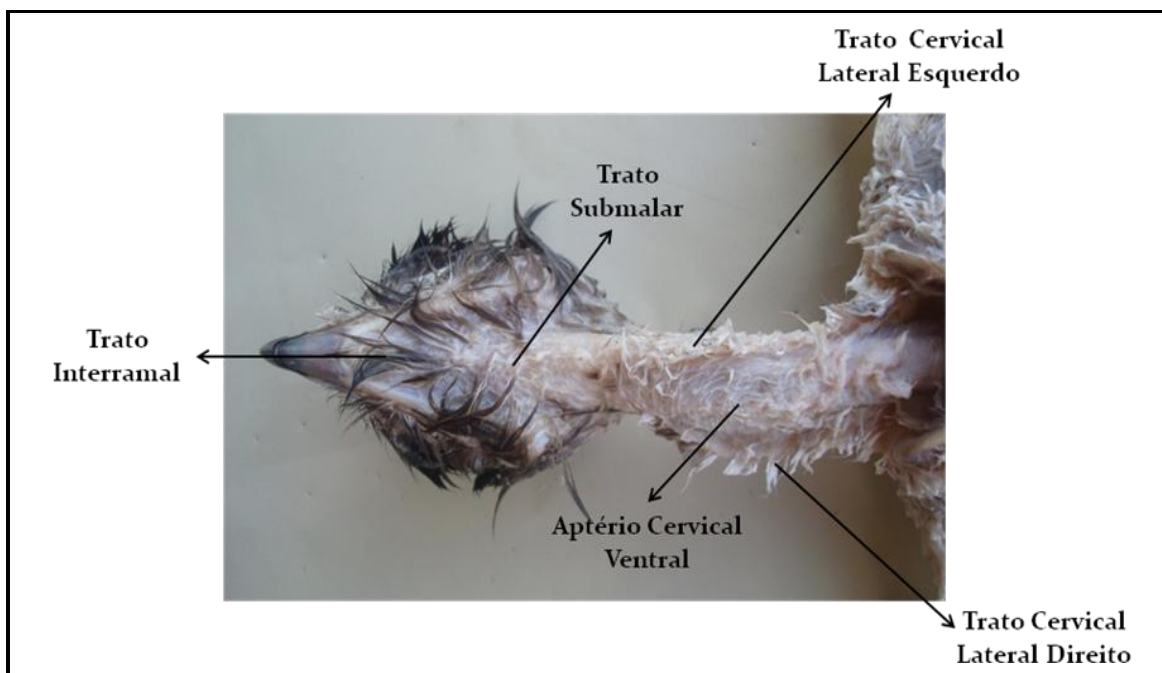 Trato Cervical
Lateral Esquerdo
Trato
Submalar
Trato
Interramal
Aptério Cervical
Ventral
Trato Cervical
Lateral Direito